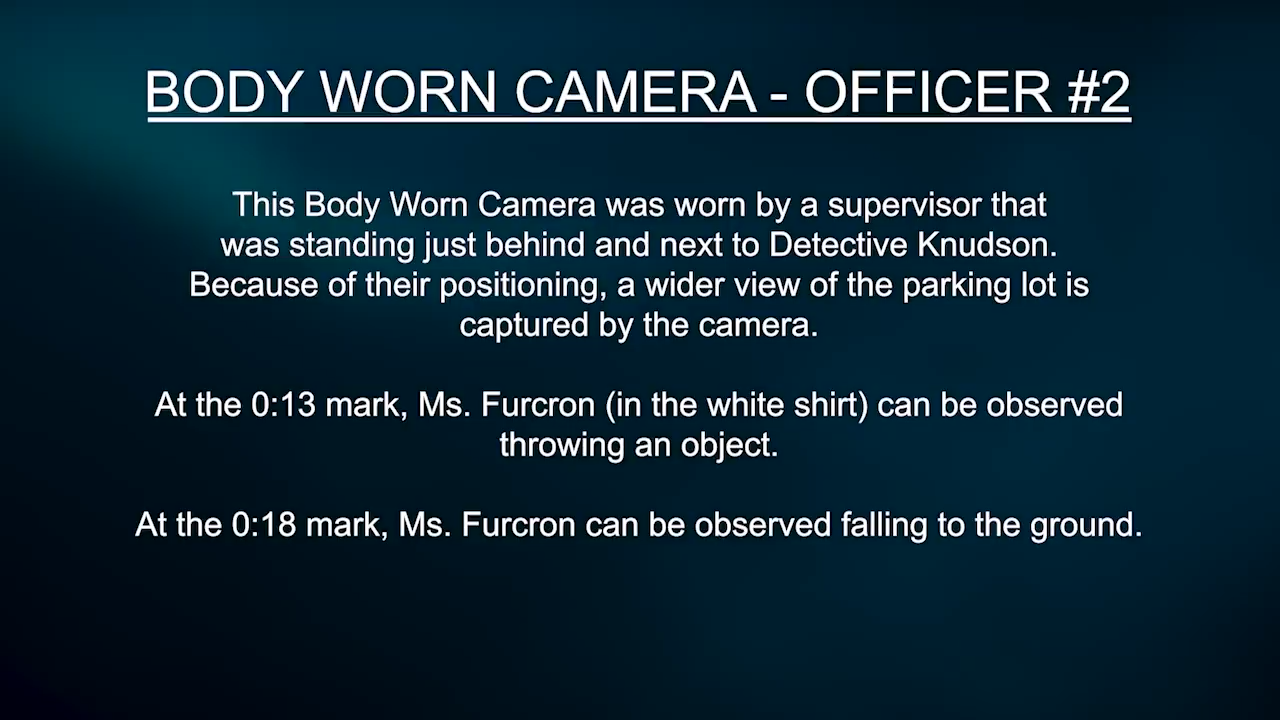 BODY WORN CAMERA - OFFICER #2
This Body Worn Camera was worn by a supervisor that
was standing just behind and next to Detective Knudson.
Because of their positioning, a wider view of the parking lot is
captured by the camera.
At the 0:13 mark, Ms. Furcron (in the white shirt) can be observed
throwing an object.
At the 0:18 mark, Ms. Furcron can be observed falling to the ground.